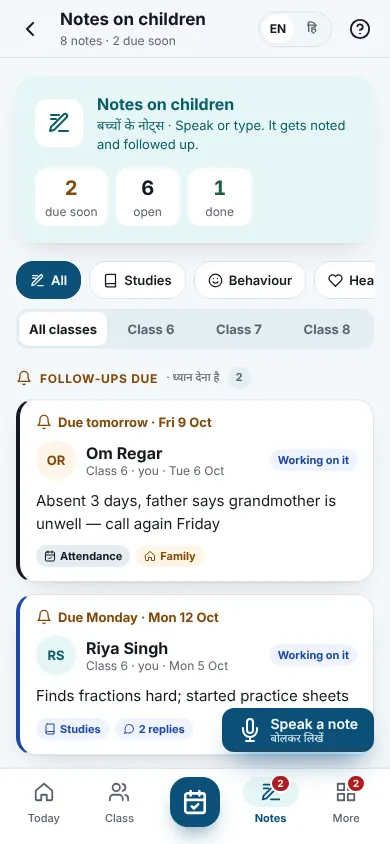 Notes on children
8 notes · 2 due soon
EN हि
Notes on children
बच्चों के नोट्स · Speak or type. It gets noted
and followed up.
2 6 1
due soon open done
All Studies Behaviour Hea
All classes Class 6 Class 7 Class 8
FOLLOW-UPS DUE · ध्यान देना है 2
Due tomorrow · Fri 9 Oct
OR Om Regar
Class 6 · you · Tue 6 Oct
Working on it
Absent 3 days, father says grandmother is
unwell — call again Friday
Attendance Family
Due Monday · Mon 12 Oct
RS Riya Singh
Class 6 · you · Mon 5 Oct
Working on it
Finds fractions hard; started practice sheets
Studies 2 replies
Speak a note
बोलकर लिखें
2 2
Today Class Notes More